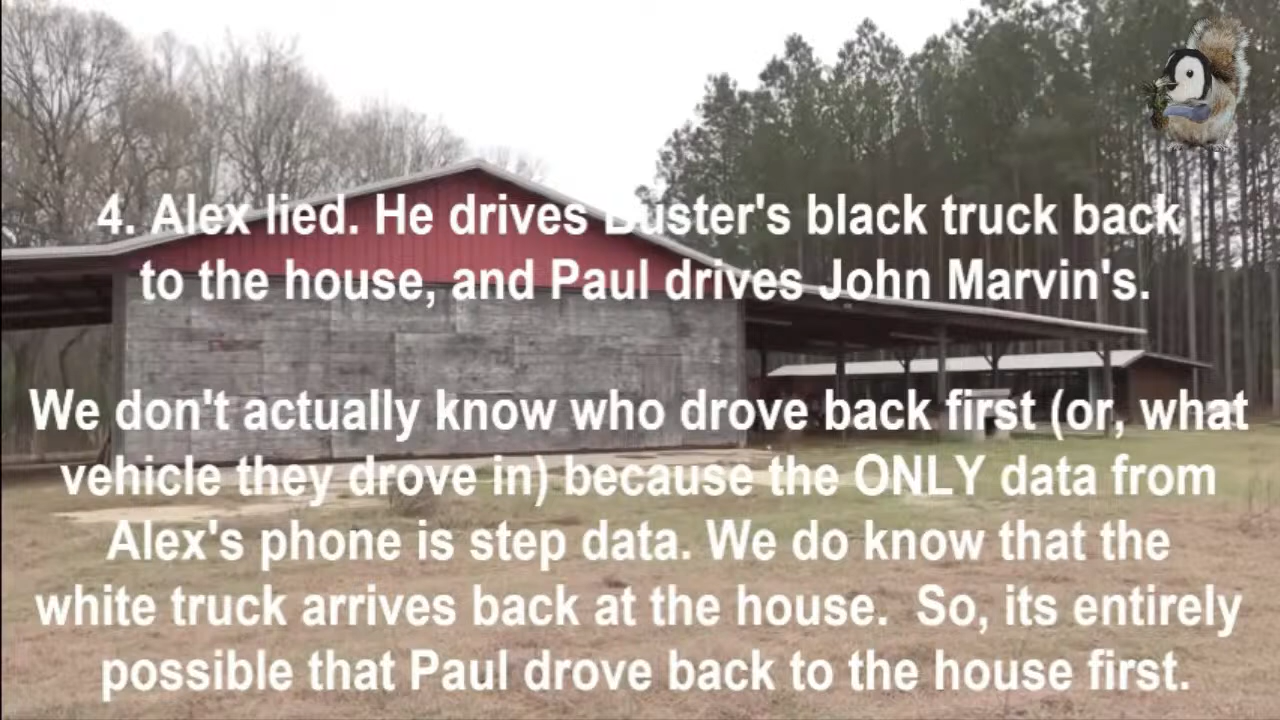 4. Alex lied. He drives Buster's black truck back
to the house, and Paul drives John Marvin's.
We don't actually know who drove back first (or, what
vehicle they drove in) because the ONLY data from
Alex's phone is step data. We do know that the
white truck arrives back at the house.  So, its entirely
possible that Paul drove back to the house first.